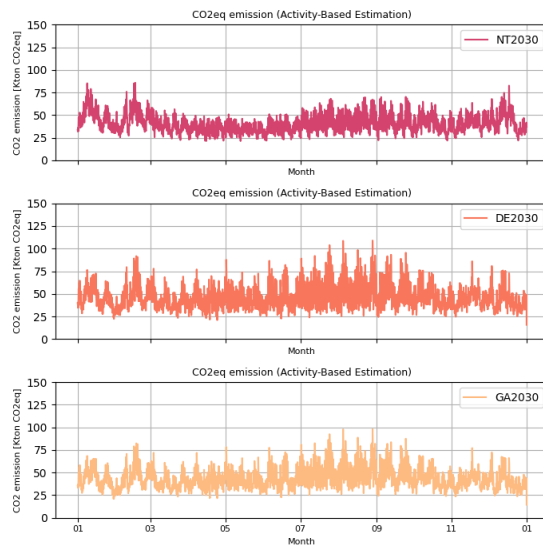 CO2eq emission (Activity-Based Estimation)
CO2 emission [Kton CO2eq]
150
125
100
75
50
25
0
NT2030
Month
CO2eq emission (Activity-Based Estimation)
CO2 emission [Kton CO2eq]
150
125
100
75
50
25
0
DE2030
Month
CO2eq emission (Activity-Based Estimation)
CO2 emission [Kton CO2eq]
150
125
100
75
50
25
0
GA2030
01 03 05 07 09 11 01
Month